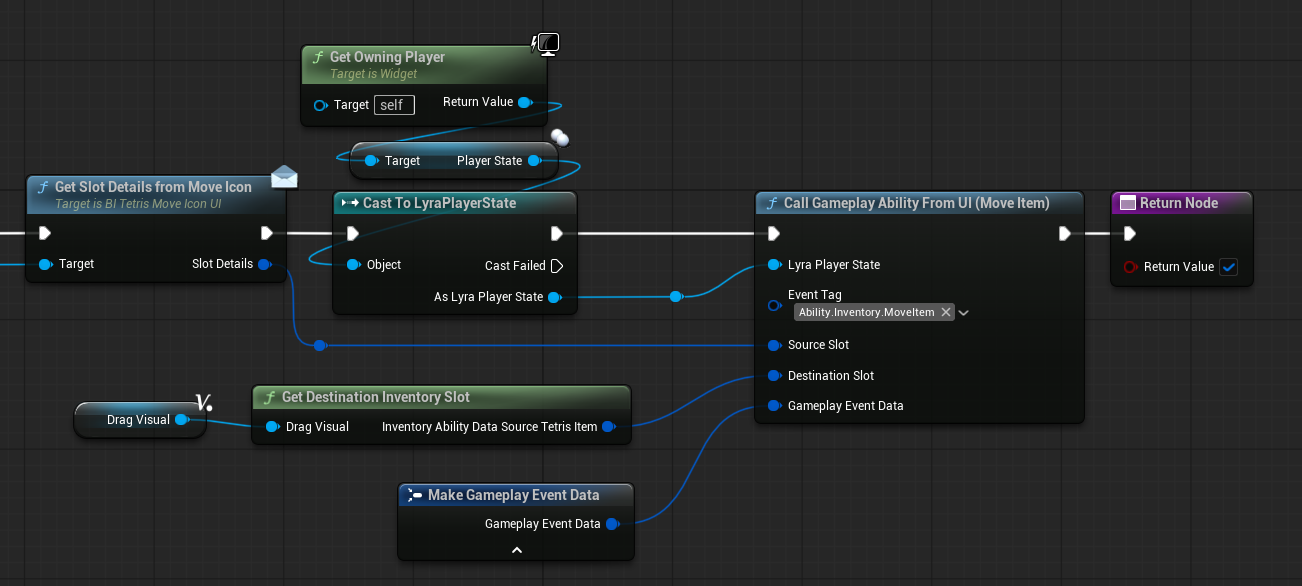 Get Owning Player
Target is Widget
Target self Return Value
Target Player State
Get Slot Details from Move Icon
Target is BI Tetris Move Icon UI
Target Slot Details
Cast To LyraPlayerState
Object Cast Failed
As Lyra Player State
Call Gameplay Ability From UI (Move Item)
Lyra Player State
Event Tag
Ability.Inventory.MoveItem
Source Slot
Destination Slot
Gameplay Event Data
Return Node
Return Value
V.
Drag Visual
Get Destination Inventory Slot
Drag Visual Inventory Ability Data Source Tetris Item
Make Gameplay Event Data
Gameplay Event Data